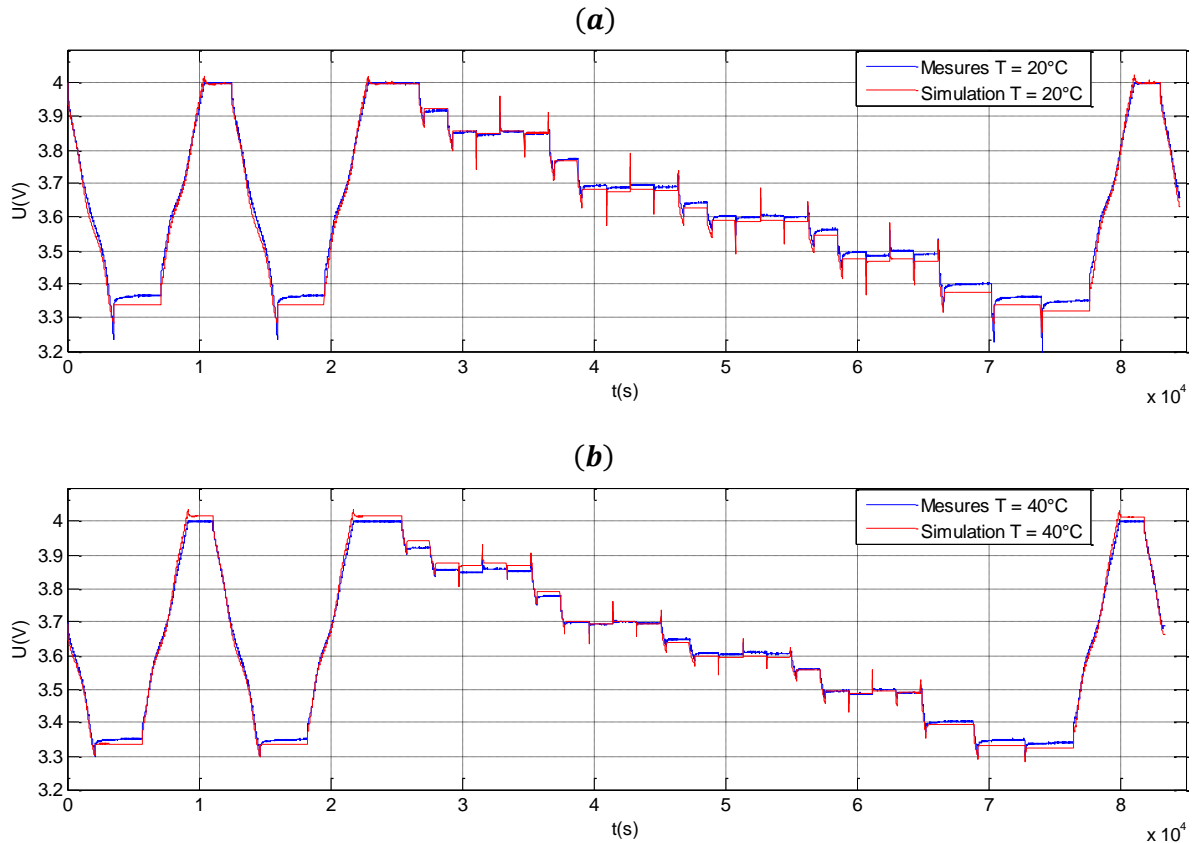 (a)
Mesures T = 20°C
Simulation T = 20°C
U(V)
4
3.9
3.8
3.7
3.6
3.5
3.4
3.3
3.2
0 1 2 3 4 5 6 7 8
t(s)
x 10^4
(b)
Mesures T = 40°C
Simulation T = 40°C
U(V)
4
3.9
3.8
3.7
3.6
3.5
3.4
3.3
3.2
0 1 2 3 4 5 6 7 8
t(s)
x 10^4